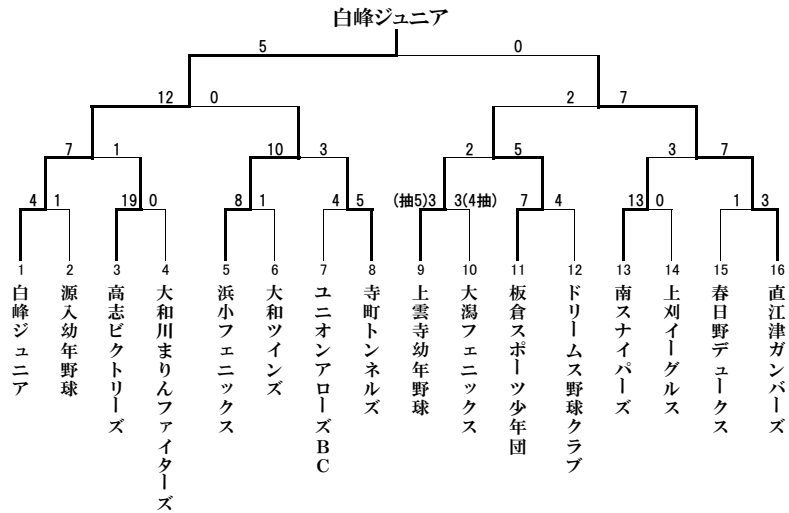 白峰ジュニア
5 0
12 0 2 7
7 1 10 3 2 5 3 7
4 1 19 0 8 1 4 5 (抽5)3 3(4抽) 7 4 13 0 1 3
1 2 3 4 5 6 7 8 9 10 11 12 13 14 15 16
白峰ジュニア
源入幼年野球
高志ビクトリーズ
大和川まりんファイターズ
浜小フェニックス
大和ツインズ
ユニオンアローズBC
寺町トンネルズ
上雲寺幼年野球
大潟フェニックス
板倉スポーツ少年団
ドリームス野球クラブ
南スナイパーズ
上刈イーグルス
春日野デュークス
直江津ガンバーズ